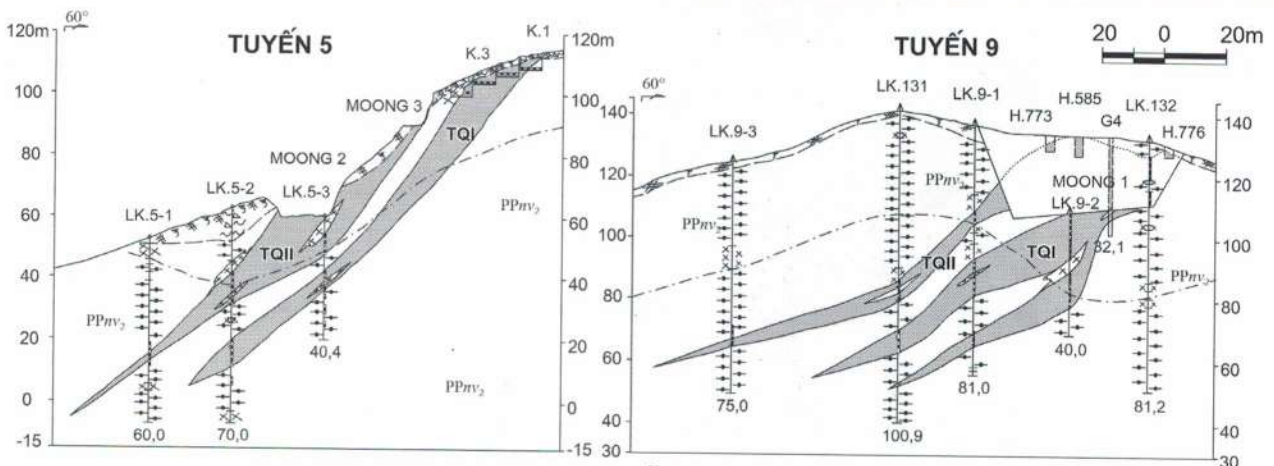 60°
120m
TUYẾN 5
K.1
K.3
120m
100
MOONG 3
100
TQI
80
MOONG 2
80
LK.5-2
LK.5-3
PPnv₂
LK.5-1
60
60
TQII
40
40
PPnv₂
20
20
40,4
PPnv₂
0
0
-15
60,0
70,0
-15
TUYẾN 9
20 0 20m
60°
LK.131
LK.9-1
H.585
LK.132
140
H.773
G4
H.776
140
LK.9-3
120
PPnv₂
MOONG 1
120
PPnv₂
LK.9-2
100
32,1
100
TQII
TQI
PPnv₂
80
80
60
40,0
60
81,0
75,0
81,2
40
40
100,9
30
30